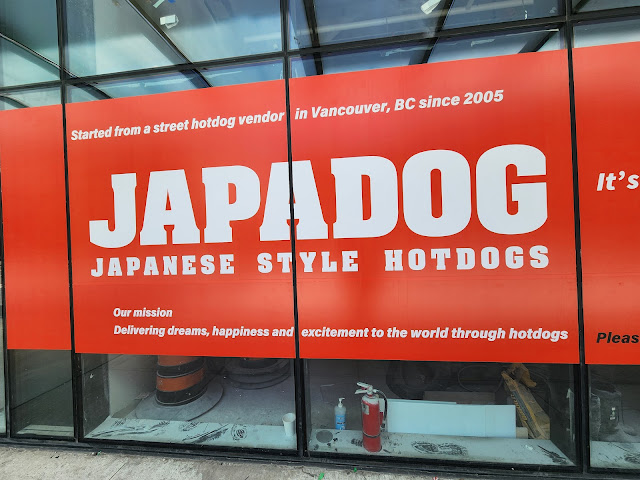 Started from a street hotdog vendor in Vancouver, BC since 2005
JAPADOG
JAPANESE STYLE HOTDOGS
Our mission
Delivering dreams, happiness and excitement to the world through hotdogs
It's
Pleas